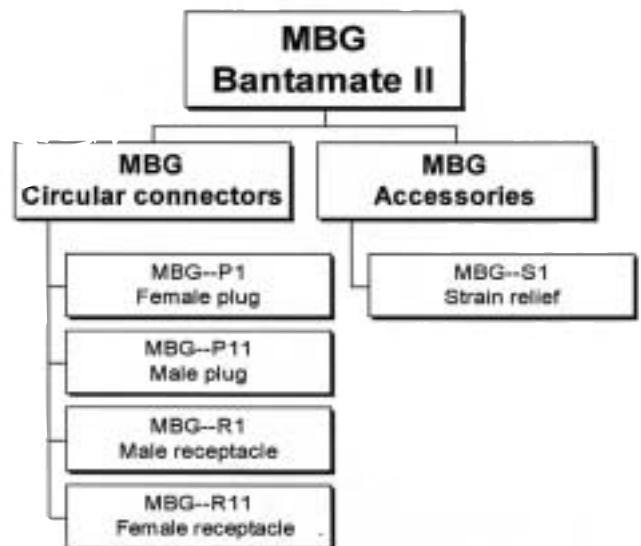 MBG
Bantamate II
MBG
Circular connectors
MBG
Accessories
MBG--P1
Female plug
MBG--P11
Male plug
MBG--R1
Male receptacle
MBG--R11
Female receptacle
MBG--S1
Strain relief